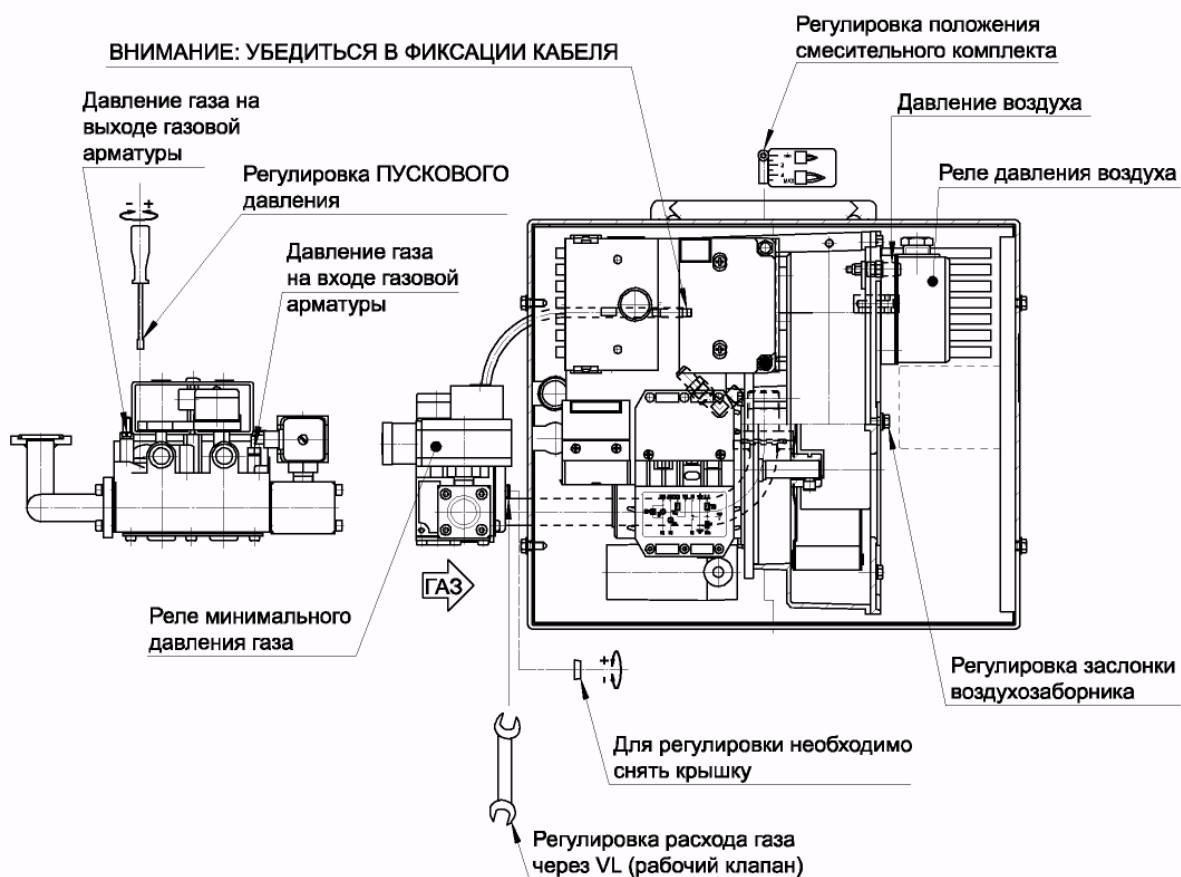 Регулировка положения
смесительного комплекта
ВНИМАНИЕ: УБЕДИТЬСЯ В ФИКСАЦИИ КАБЕЛЯ
Давление газа на
выходе газовой
арматуры
Давление воздуха
Регулировка ПУСКОВОГО
давления
Реле давления воздуха
- +
Давление газа
на входе газовой
арматуры
ГАЗ
Реле минимального
давления газа
+
-
Регулировка заслонки
воздухозаборника
Для регулировки необходимо
снять крышку
Регулировка расхода газа
через VL (рабочий клапан)